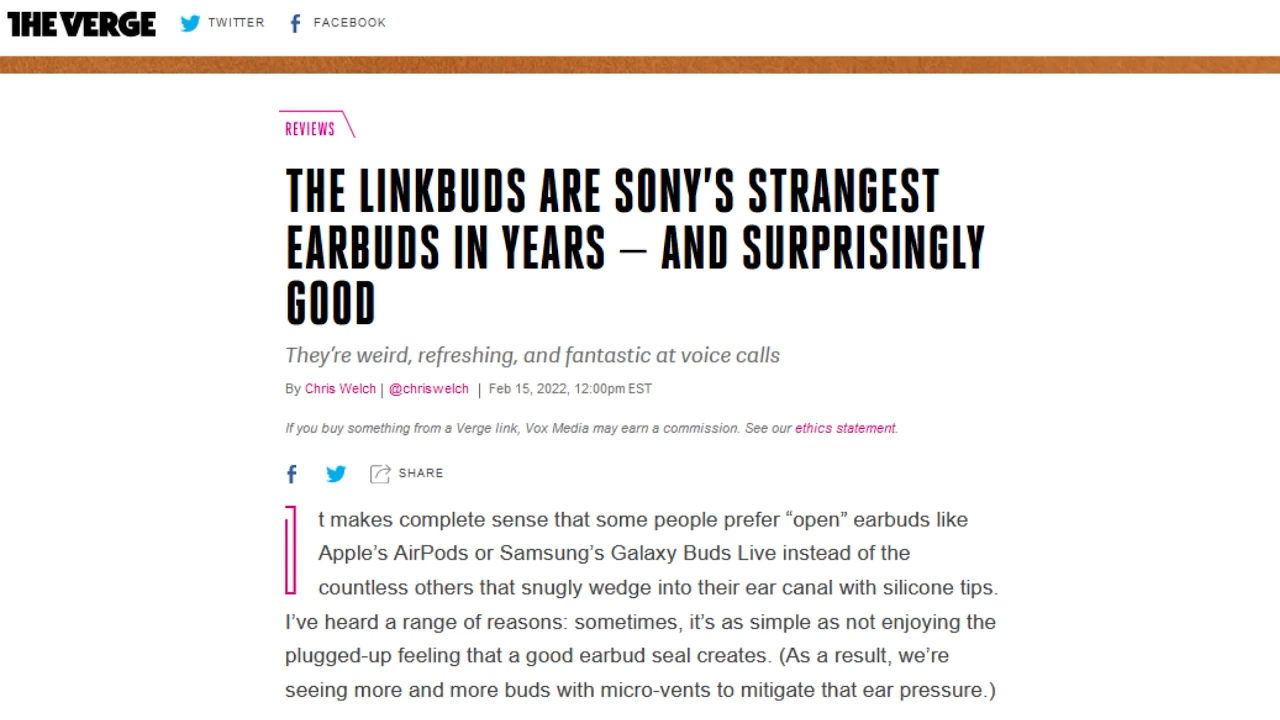 THE VERGE TWITTER FACEBOOK
REVIEWS
THE LINKBUDS ARE SONY'S STRANGEST
EARBUDS IN YEARS — AND SURPRISINGLY
GOOD
They're weird, refreshing, and fantastic at voice calls
By Chris Welch | @chriswelch | Feb 15, 2022, 12:00pm EST
If you buy something from a Verge link, Vox Media may earn a commission. See our ethics statement.
SHARE
It makes complete sense that some people prefer “open” earbuds like
Apple's AirPods or Samsung's Galaxy Buds Live instead of the
countless others that snugly wedge into their ear canal with silicone tips.
I've heard a range of reasons: sometimes, it's as simple as not enjoying the
plugged-up feeling that a good earbud seal creates. (As a result, we're
seeing more and more buds with micro-vents to mitigate that ear pressure.)